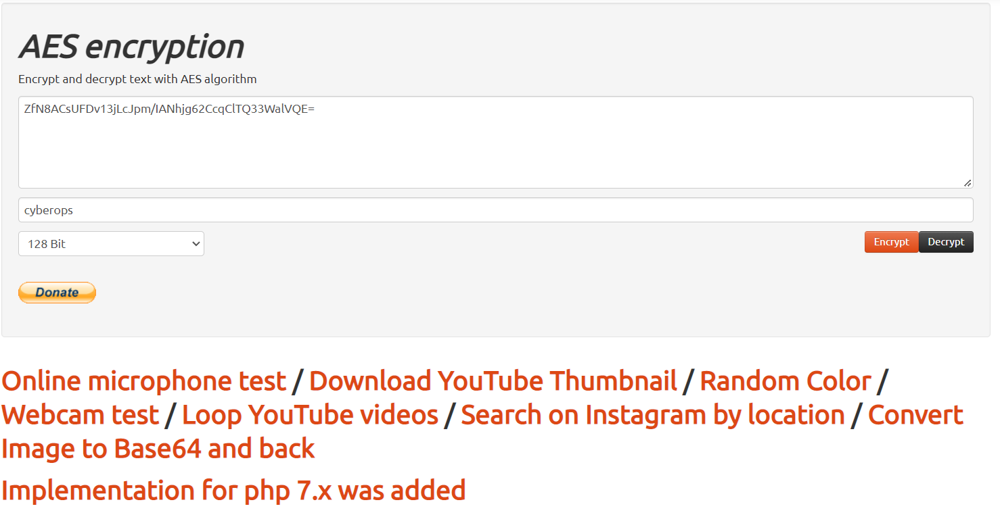 AES encryption
Encrypt and decrypt text with AES algorithm
ZfN8ACsUFDv13jLcJpm/IANhjg62CcqClTQ33WalVQE=
cyberops
128 Bit
Encrypt Decrypt
Donate
Online microphone test / Download YouTube Thumbnail / Random Color /
Webcam test / Loop YouTube videos / Search on Instagram by location / Convert
Image to Base64 and back
Implementation for php 7.x was added